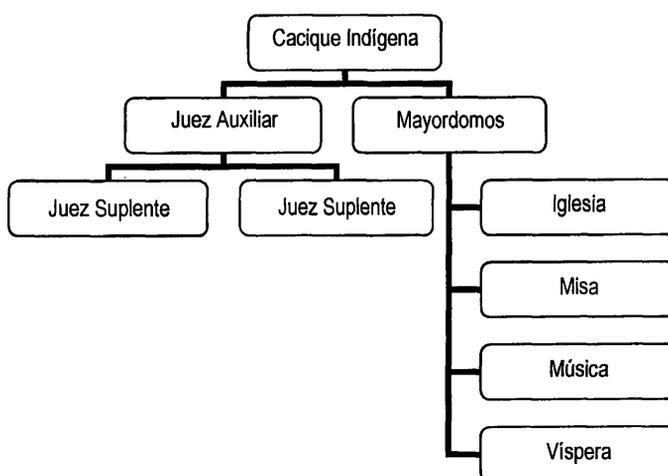 Cacique Indígena
Juez Auxiliar
Mayordomos
Juez Suplente
Juez Suplente
Iglesia
Misa
Música
Víspera